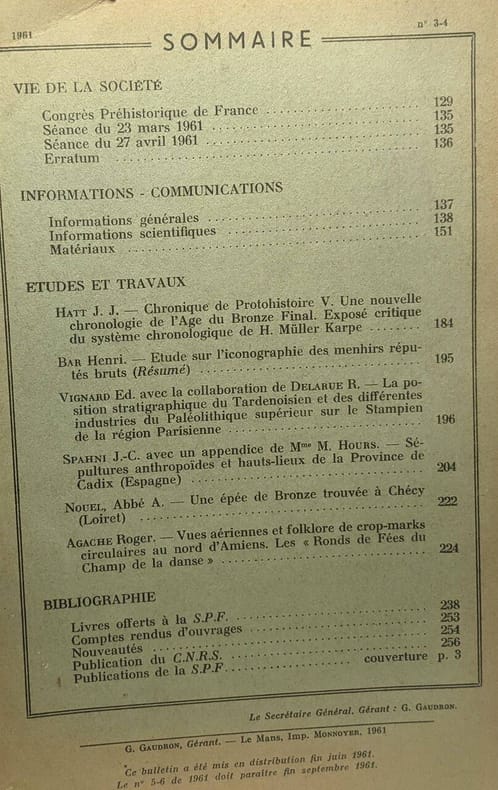 1961
n° 3-4
SOMMAIRE
VIE DE LA SOCIÉTÉ
Congrès Préhistorique de France .......... 129
Séance du 23 mars 1961 .......... 135
Séance du 27 avril 1961 .......... 135
Erratum .......... 136
INFORMATIONS - COMMUNICATIONS
Informations générales .......... 137
Informations scientifiques .......... 138
Matériaux .......... 151
ETUDES ET TRAVAUX
HATT J. J. — Chronique de Protohistoire V. Une nouvelle
chronologie de l'Age du Bronze Final. Exposé critique
du système chronologique de H. Müller Karpe ........ 184
BAR Henri. — Etude sur l'iconographie des menhirs répu-
tés bruts (Résumé) .......... 195
VIGNARD Ed. avec la collaboration de DELARUE R. — La po-
sition stratigraphique du Tardenoisien et des différentes
industries du Paléolithique supérieur sur le Stampien
de la région Parisienne .......... 196
SPAHNI J.-C. avec un appendice de Mme M. HOURS. — Sé-
pultures anthropoïdes et hauts-lieux de la Province de
Cadix (Espagne) .......... 204
NOUEL, Abbé A. — Une épée de Bronze trouvée à Chécy
(Loiret) .......... 222
AGACHE Roger. — Vues aériennes et folklore de crop-marks
circulaires au nord d'Amiens. Les « Ronds de Fées du
Champ de la danse » .......... 224
BIBLIOGRAPHIE
Livres offerts à la S.P.F. .......... 238
Comptes rendus d'ouvrages .......... 253
Nouveautés .......... 254
Publication du C.N.R.S. .......... 256
Publications de la S.P.F. .......... couverture p. 3
Le Secrétaire Général, Gérant : G. GAUDRON.
G. GAUDRON, Gérant. — Le Mans, Imp. MONNOYER, 1961
Ce bulletin a été mis en distribution fin juin 1961.
Le n° 5-6 de 1961 doit paraître fin septembre 1961.